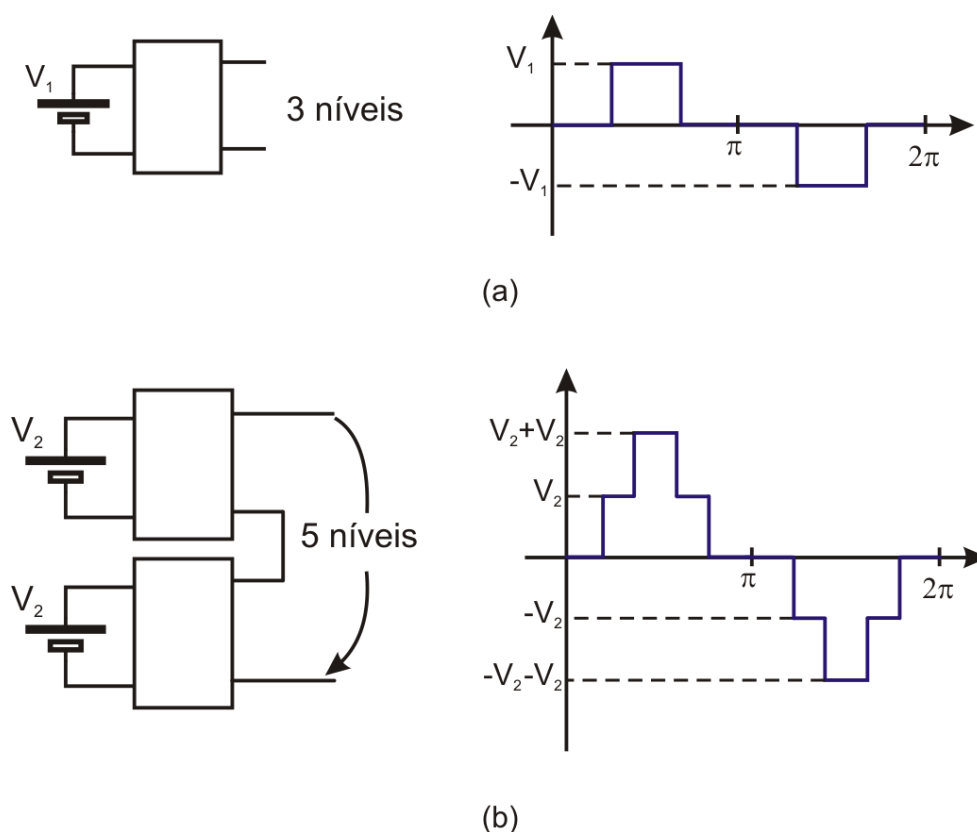 V₁
3 níveis
V₁
π
2π
-V₁
(a)
V₂
5 níveis
V₂
V₂+V₂
V₂
π
2π
-V₂
-V₂-V₂
(b)